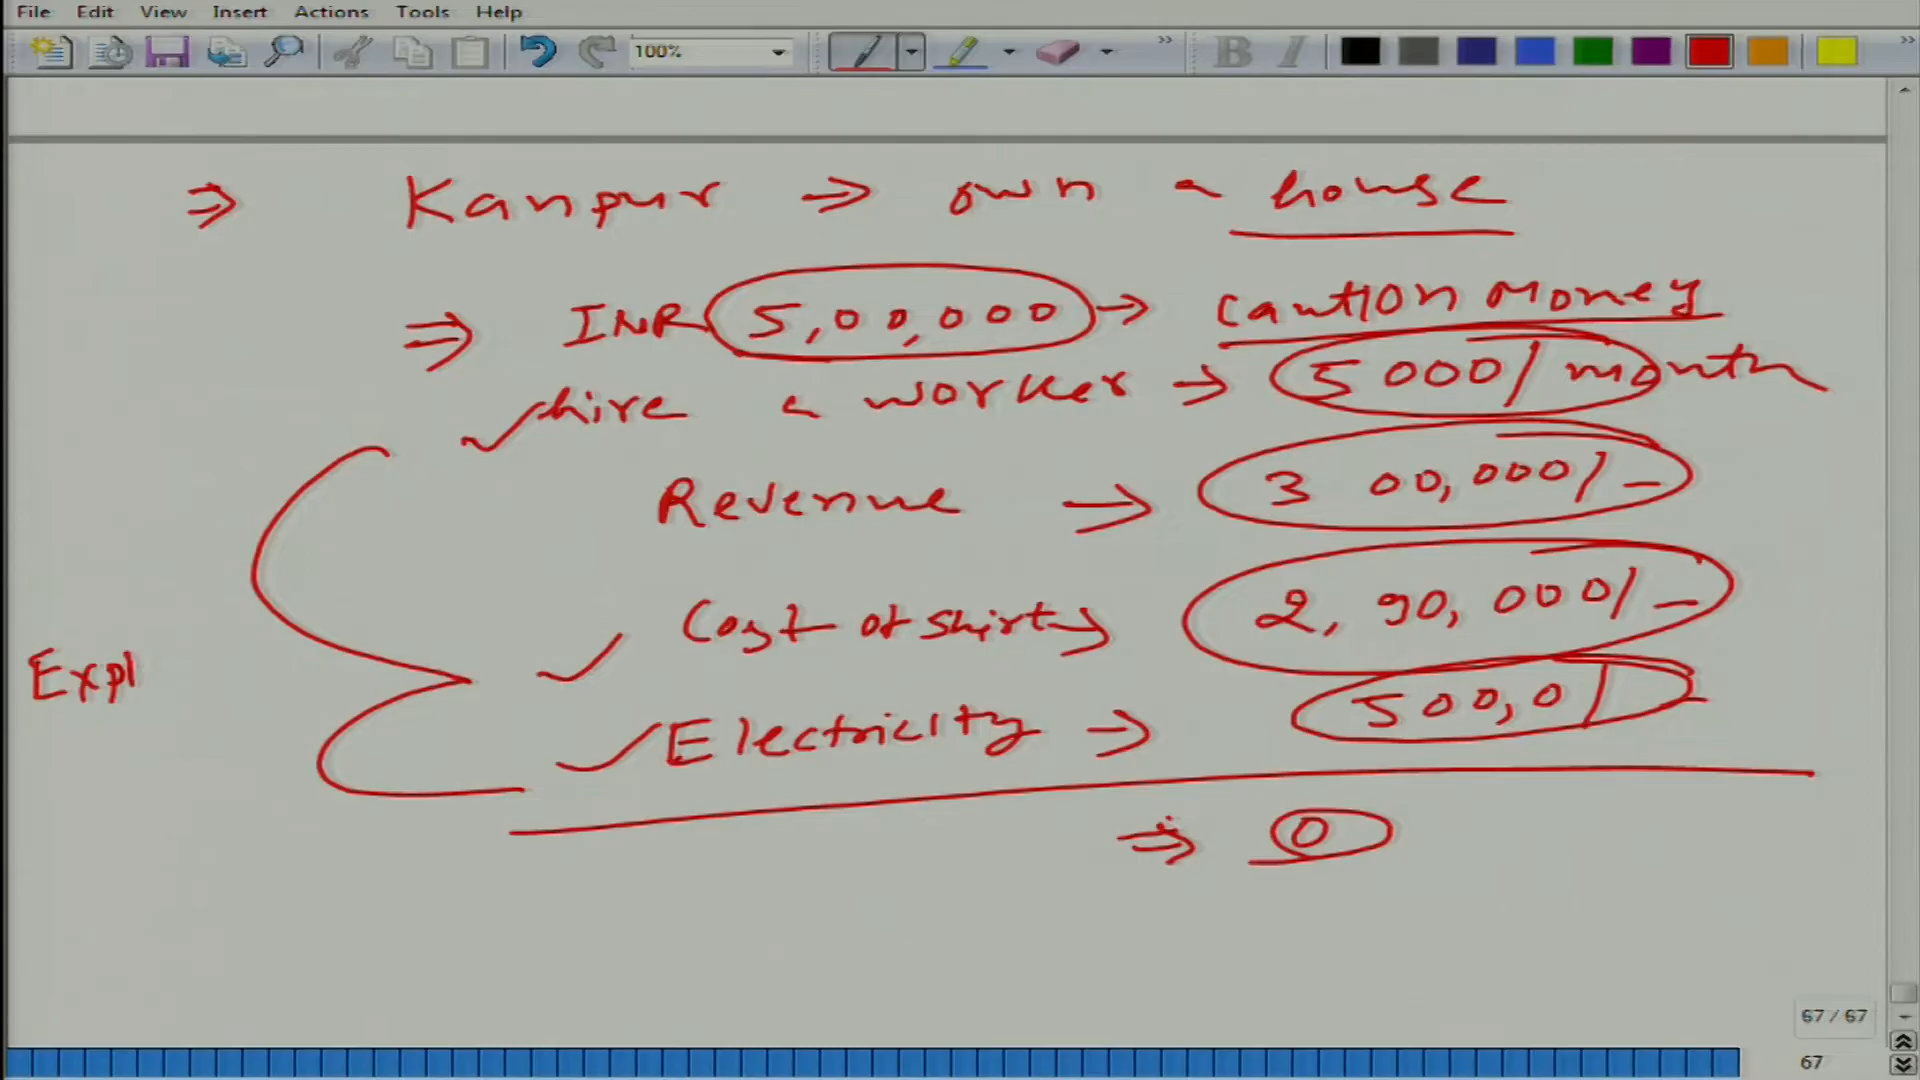 File Edit View Insert Actions Tools Help
100% B I
⇒ Kanpur ⇒ own a house
⇒ INR 5,00,000 → caution money
✓ hire a worker → 5000/month
Revenue → 3 00,000/-
✓ Cost of shirt → 2,90,000/-
Expl
✓ Electricity → 500,0/-
⇒ 0
67 / 67
67